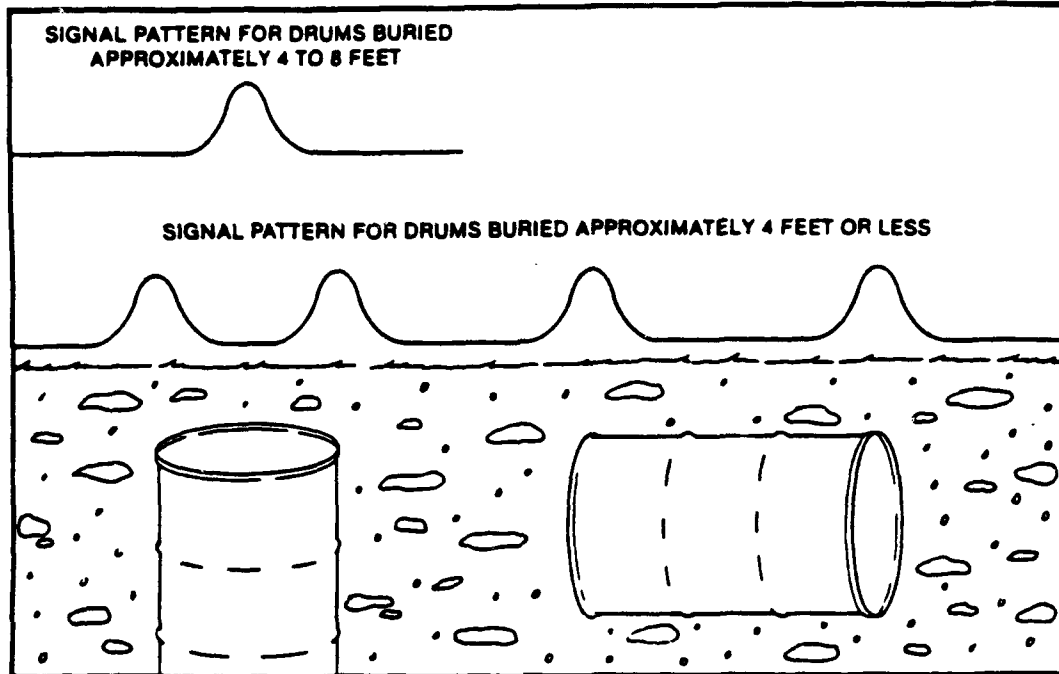 SIGNAL PATTERN FOR DRUMS BURIED
APPROXIMATELY 4 TO 8 FEET
SIGNAL PATTERN FOR DRUMS BURIED APPROXIMATELY 4 FEET OR LESS